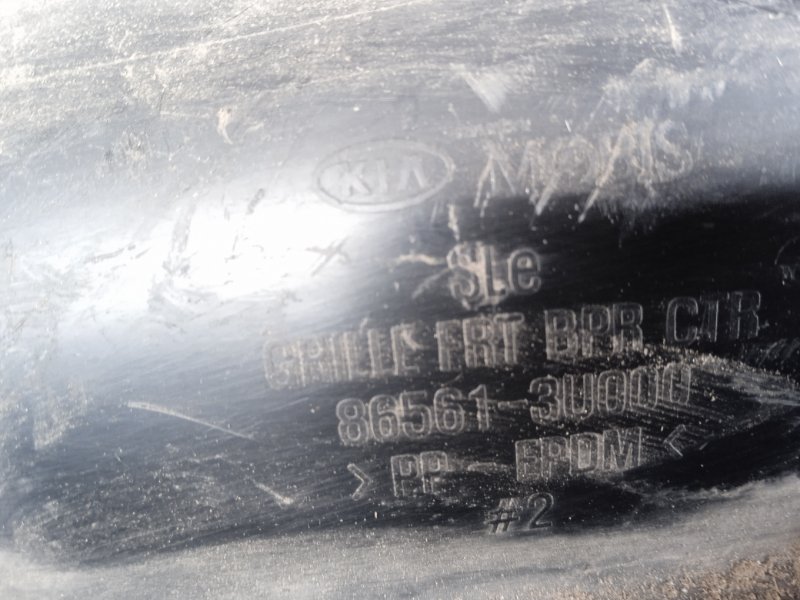 KIA MOBIS
SLe
GRILLE FRT BPR CTR
86561-3U000
>PP-EPDM<
#2